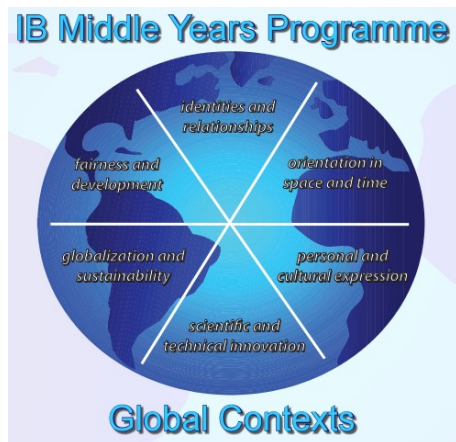 IB Middle Years Programme
identities and
relationships
orientation in
space and time
personal and
cultural expression
scientific and
technical innovation
globalization and
sustainability
fairness and
development
Global Contexts